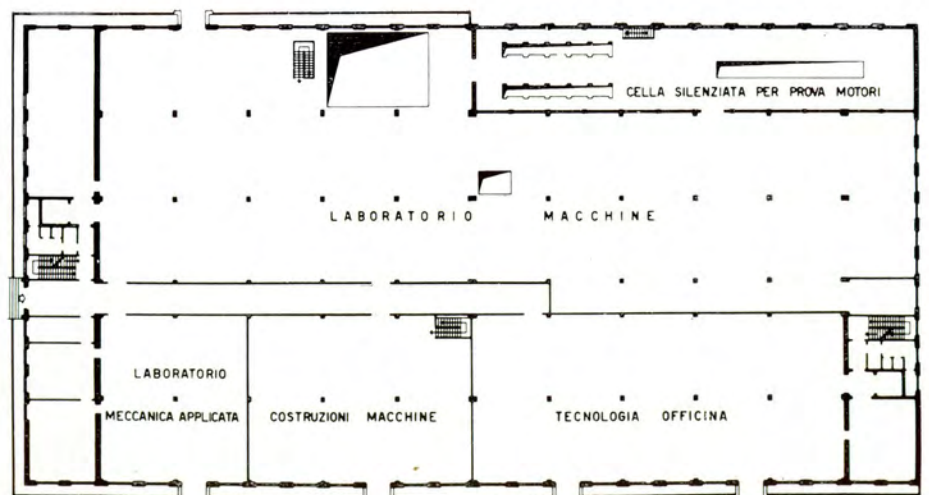 CELLA SILENZIATA PER PROVA MOTORI
LABORATORIO MACCHINE
LABORATORIO
MECCANICA APPLICATA
COSTRUZIONI MACCHINE
TECNOLOGIA OFFICINA